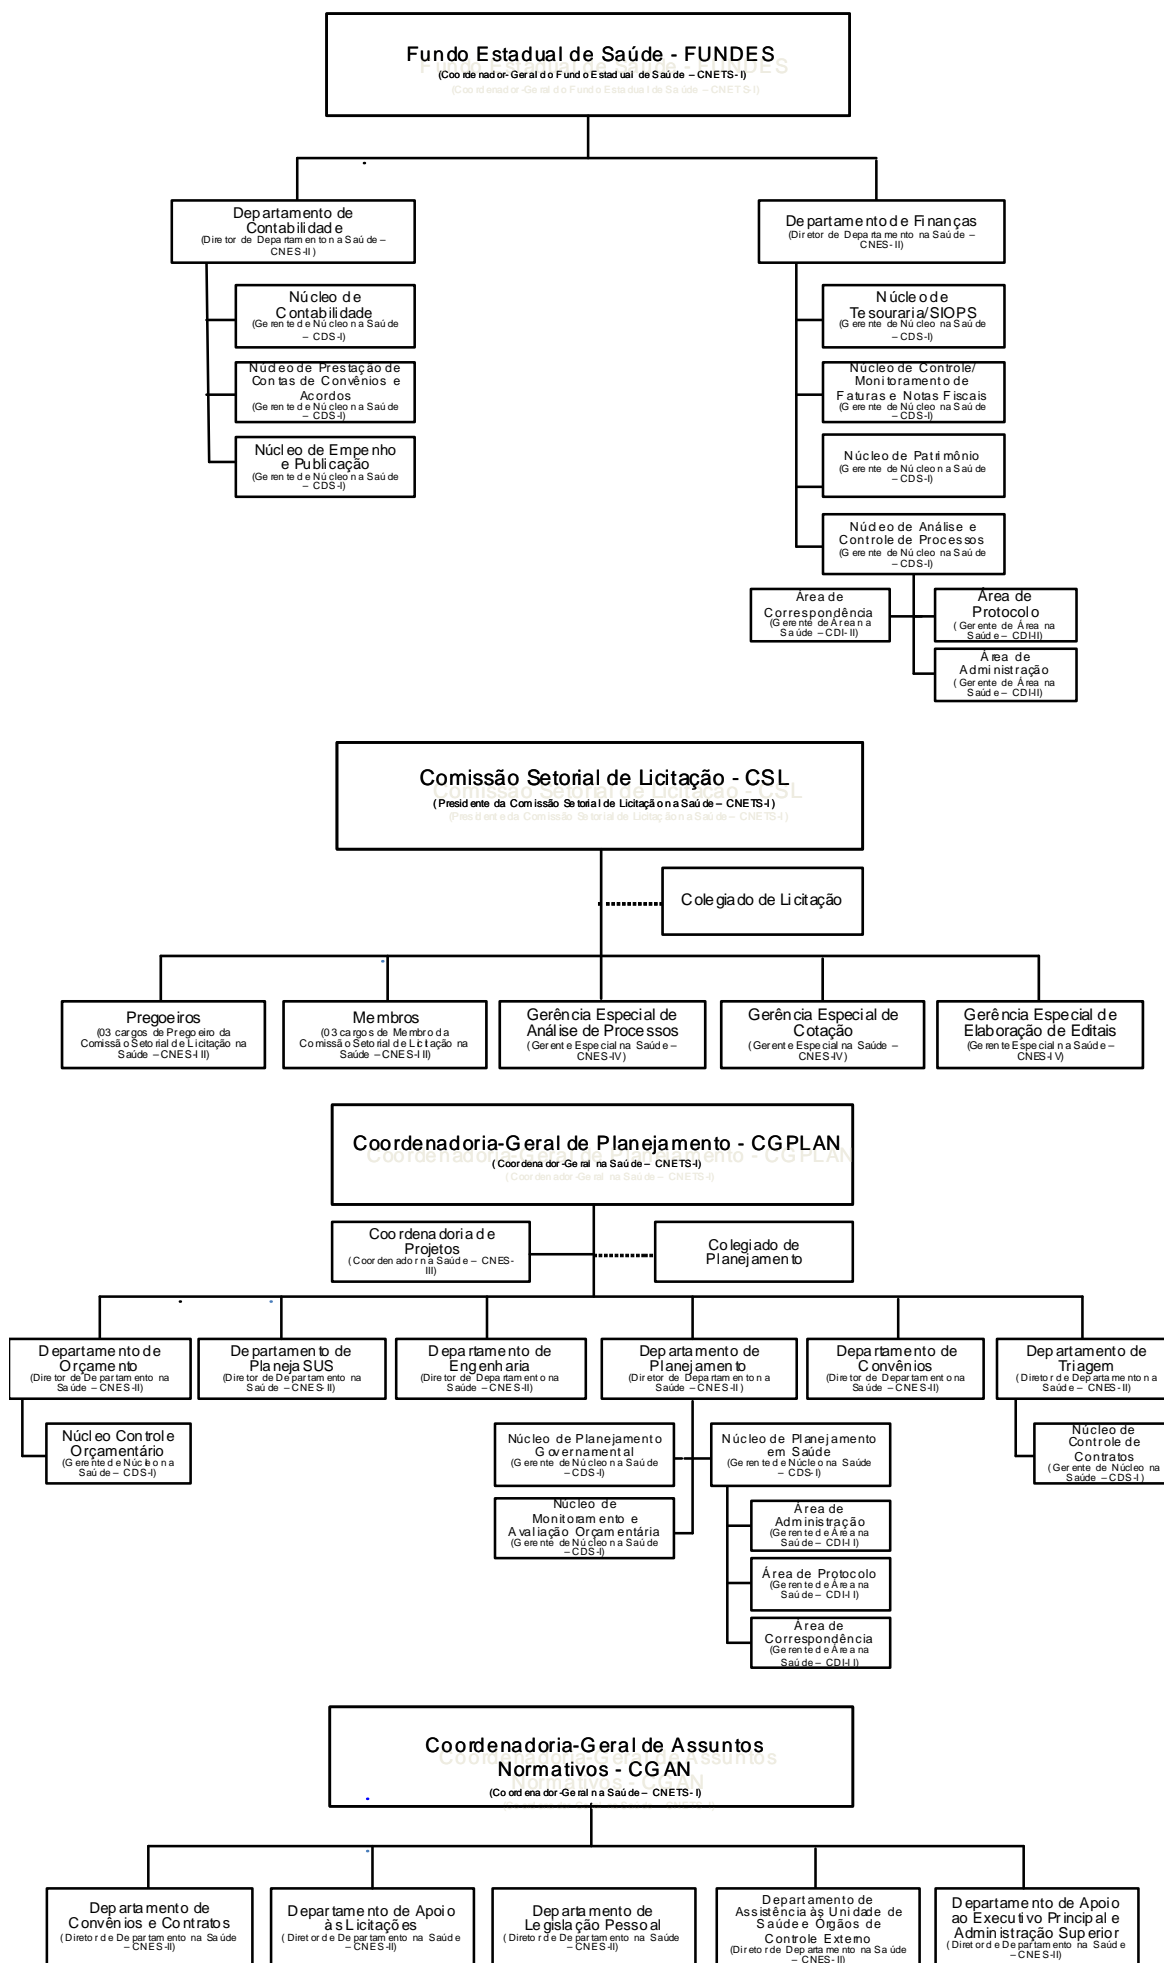 Fundo Estadual de Saúde - FUNDES
(Coordenador-Geral do Fundo Estadual de Saúde – CNETS-I)
Departamento de
Contabilidade
(Diretor de Departamento na Saúde –
CNES-II)
Departamento de Finanças
(Diretor de Departamento na Saúde –
CNES-II)
Núcleo de
Contabilidade
(Gerente de Núcleo na Saúde
– CDS-I)
Núcleo de Prestação de
Contas de Convênios e
Acordos
(Gerente de Núcleo na Saúde
– CDS-I)
Núcleo de Empenho
e Publicação
(Gerente de Núcleo na Saúde
– CDS-I)
Núcleo de
Tesouraria/SIOPS
(Gerente de Núcleo na Saúde
– CDS-I)
Núcleo de Controle/
Monitoramento de
Faturas e Notas Fiscais
(Gerente de Núcleo na Saúde
– CDS-I)
Núcleo de Patrimônio
(Gerente de Núcleo na Saúde
– CDS-I)
Núcleo de Análise e
Controle de Processos
(Gerente de Núcleo na Saúde
– CDS-I)
Área de
Correspondência
(Gerente de Área na
Saúde – CDI-II)
Área de
Protocolo
(Gerente de Área na
Saúde – CDI-II)
Área de
Administração
(Gerente de Área na
Saúde – CDI-II)
Comissão Setorial de Licitação - CSL
(Presidente da Comissão Setorial de Licitação na Saúde – CNETS-I)
Colegiado de Licitação
Pregoeiros
(03 cargos de Pregoeiro da
Comissão Setorial de Licitação na
Saúde – CNES-III)
Membros
(03 cargos de Membro da
Comissão Setorial de Licitação na
Saúde – CNES-III)
Gerência Especial de
Análise de Processos
(Gerente Especial na Saúde –
CNES-IV)
Gerência Especial de
Cotação
(Gerente Especial na Saúde –
CNES-IV)
Gerência Especial de
Elaboração de Editais
(Gerente Especial na Saúde –
CNES-IV)
Coordenadoria-Geral de Planejamento - CGPLAN
(Coordenador-Geral na Saúde – CNETS-I)
Coordenadoria de
Projetos
(Coordenador na Saúde – CNES-
III)
Colegiado de
Planejamento
Departamento de
Orçamento
(Diretor de Departamento na
Saúde – CNES-II)
Departamento de
PlanejaSUS
(Diretor de Departamento na
Saúde – CNES-II)
Departamento de
Engenharia
(Diretor de Departamento na
Saúde – CNES-II)
Departamento de
Planejamento
(Diretor de Departamento na
Saúde – CNES-II)
Departamento de
Convênios
(Diretor de Departamento na
Saúde – CNES-II)
Departamento de
Triagem
(Diretor de Departamento na
Saúde – CNES-II)
Núcleo Controle
Orçamentário
(Gerente de Núcleo na
Saúde – CDS-I)
Núcleo de Planejamento
Governamental
(Gerente de Núcleo na Saúde
– CDS-I)
Núcleo de Planejamento
em Saúde
(Gerente de Núcleo na Saúde
– CDS-I)
Núcleo de
Controle de
Contratos
(Gerente de Núcleo na
Saúde – CDS-I)
Núcleo de
Monitoramento e
Avaliação Orçamentária
(Gerente de Núcleo na Saúde
– CDS-I)
Área de
Administração
(Gerente de Área na
Saúde – CDI-II)
Área de Protocolo
(Gerente de Área na
Saúde – CDI-II)
Área de
Correspondência
(Gerente de Área na
Saúde – CDI-II)
Coordenadoria-Geral de Assuntos
Normativos - CGAN
(Coordenador-Geral na Saúde – CNETS-I)
Departamento de
Convênios e Contratos
(Diretor de Departamento na Saúde
– CNES-II)
Departamento de Apoio
às Licitações
(Diretor de Departamento na Saúde
– CNES-II)
Departamento de
Legislação Pessoal
(Diretor de Departamento na Saúde
– CNES-II)
Departamento de
Assistência às Unidade de
Saúde e Órgãos de
Controle Externo
(Diretor de Departamento na Saúde
– CNES-II)
Departamento de Apoio
ao Executivo Principal e
Administração Superior
(Diretor de Departamento na Saúde
– CNES-II)